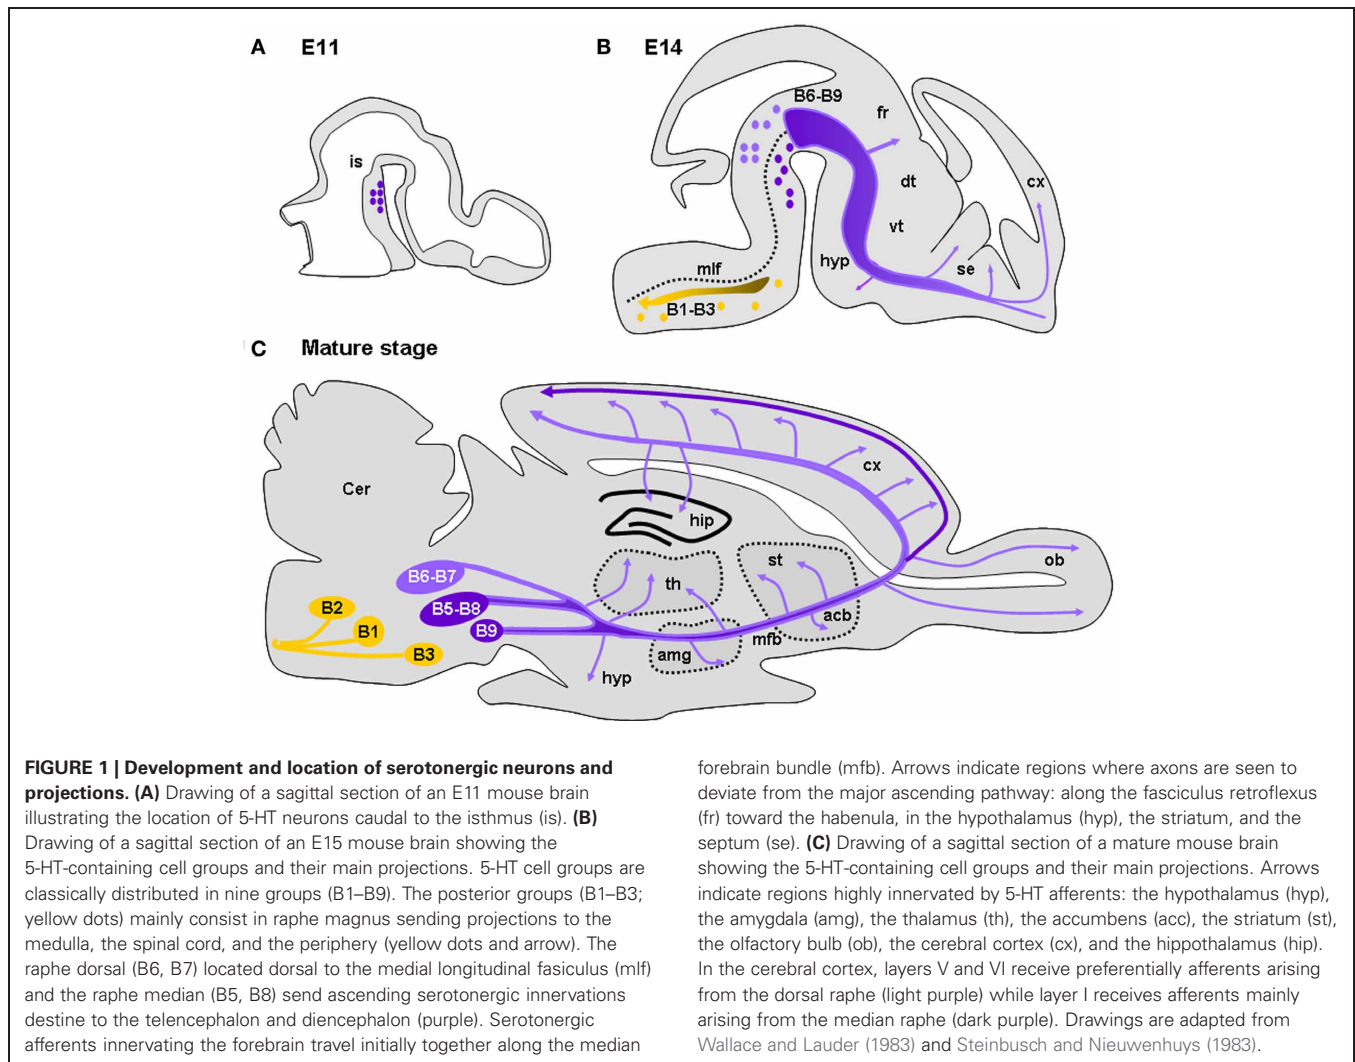 A E11
B E14
is
B6-B9
fr
cx
dt
vt
hyp
se
mlf
B1-B3
C Mature stage
Cer
cx
hip
B6-B7
th
st
ob
B5-B8
B2
B1
B9
acb
mfb
B3
amg
hyp
FIGURE 1 | Development and location of serotonergic neurons and
projections. (A) Drawing of a sagittal section of an E11 mouse brain
illustrating the location of 5-HT neurons caudal to the isthmus (is). (B)
Drawing of a sagittal section of an E15 mouse brain showing the
5-HT-containing cell groups and their main projections. 5-HT cell groups are
classically distributed in nine groups (B1–B9). The posterior groups (B1–B3;
yellow dots) mainly consist in raphe magnus sending projections to the
medulla, the spinal cord, and the periphery (yellow dots and arrow). The
raphe dorsal (B6, B7) located dorsal to the medial longitudinal fasiculus (mlf)
and the raphe median (B5, B8) send ascending serotonergic innervations
destine to the telencephalon and diencephalon (purple). Serotonergic
afferents innervating the forebrain travel initially together along the median
forebrain bundle (mfb). Arrows indicate regions where axons are seen to
deviate from the major ascending pathway: along the fasciculus retroflexus
(fr) toward the habenula, in the hypothalamus (hyp), the striatum, and the
septum (se). (C) Drawing of a sagittal section of a mature mouse brain
showing the 5-HT-containing cell groups and their main projections. Arrows
indicate regions highly innervated by 5-HT afferents: the hypothalamus (hyp),
the amygdala (amg), the thalamus (th), the accumbens (acc), the striatum (st),
the olfactory bulb (ob), the cerebral cortex (cx), and the hippothalamus (hip).
In the cerebral cortex, layers V and VI receive preferentially afferents arising
from the dorsal raphe (light purple) while layer I receives afferents mainly
arising from the median raphe (dark purple). Drawings are adapted from
Wallace and Lauder (1983) and Steinbusch and Nieuwenhuys (1983).